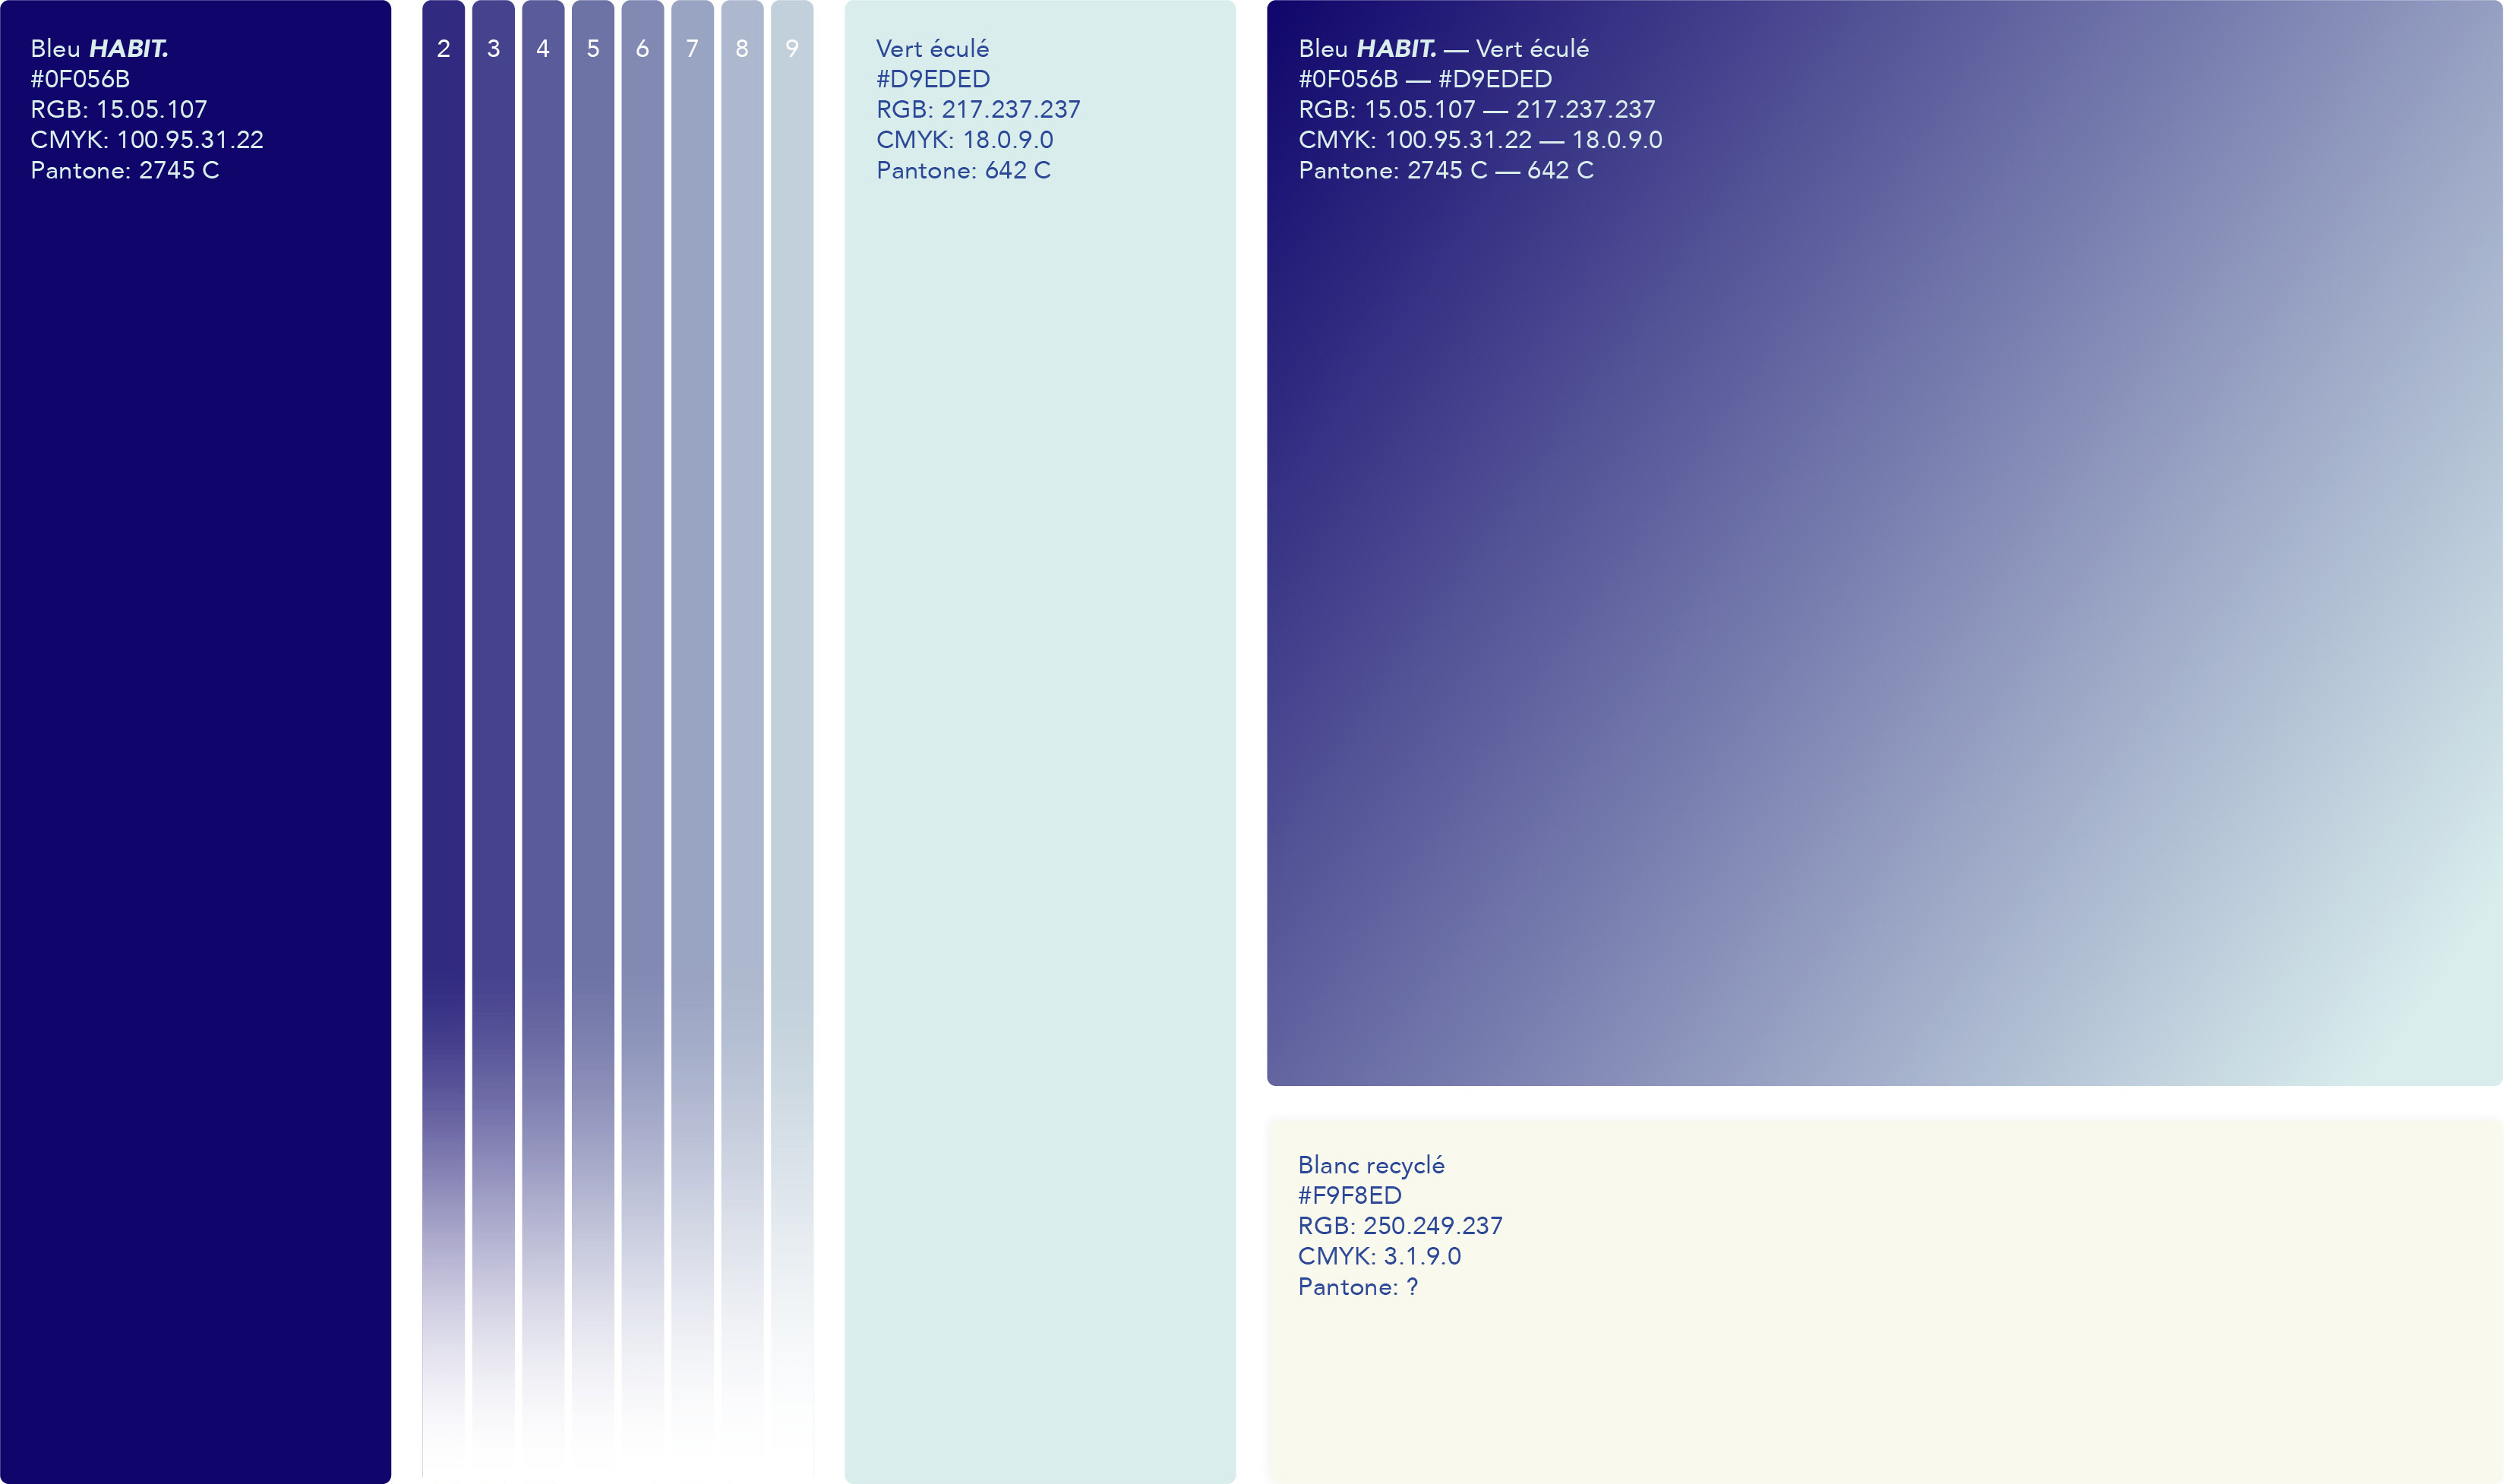 Bleu HABIT.
#0F056B
RGB: 15.05.107
CMYK: 100.95.31.22
Pantone: 2745 C
2 3 4 5 6 7 8 9
Vert éculé
#D9EDED
RGB: 217.237.237
CMYK: 18.0.9.0
Pantone: 642 C
Bleu HABIT. — Vert éculé
#0F056B — #D9EDED
RGB: 15.05.107 — 217.237.237
CMYK: 100.95.31.22 — 18.0.9.0
Pantone: 2745 C — 642 C
Blanc recyclé
#F9F8ED
RGB: 250.249.237
CMYK: 3.1.9.0
Pantone: ?